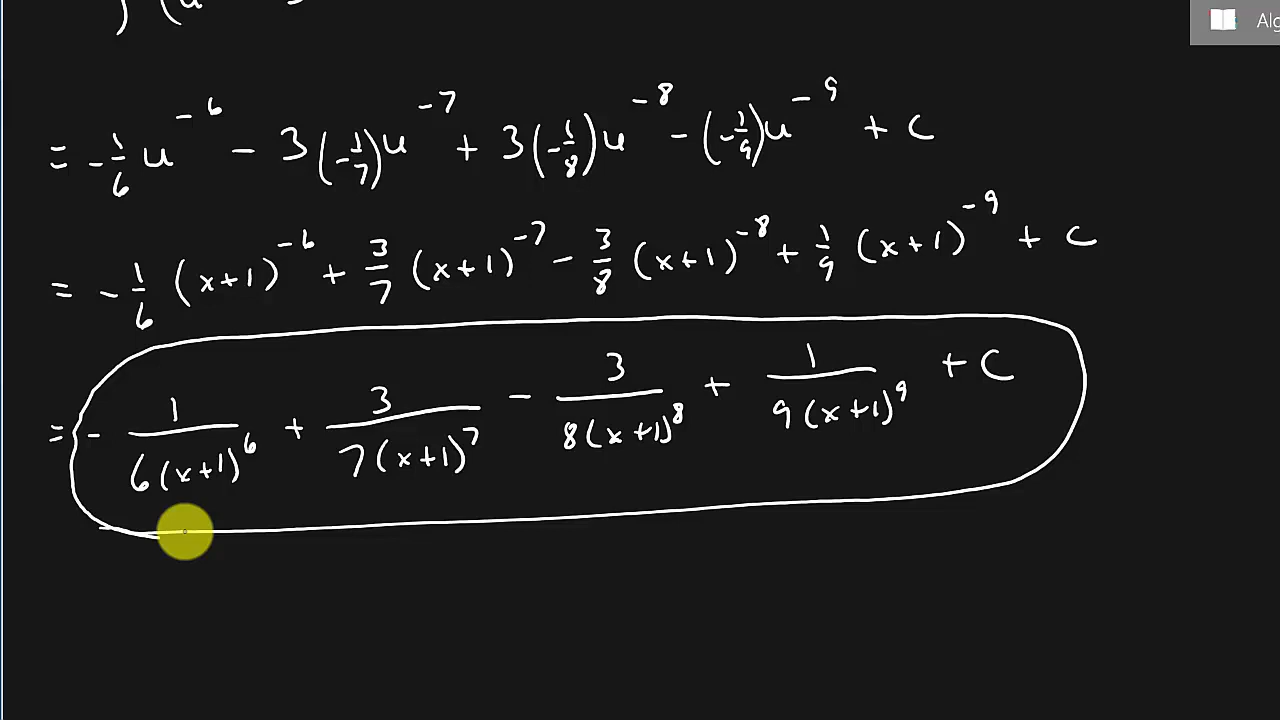 ) (u
Alg
= -1/6 u^-6 - 3(-1/7)u^-7 + 3(-1/8)u^-8 - (-1/9)u^-9 + C
= -1/6 (x+1)^-6 + 3/7 (x+1)^-7 - 3/8 (x+1)^-8 + 1/9 (x+1)^-9 + C
= - 1/6(x+1)^6 + 3/7(x+1)^7 - 3/8(x+1)^8 + 1/9(x+1)^9 + C